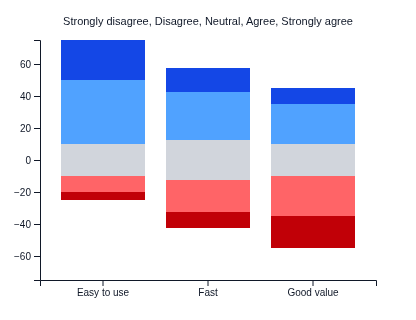 Strongly disagree, Disagree, Neutral, Agree, Strongly agree
60
40
20
0
−20
−40
−60
Easy to use
Fast
Good value